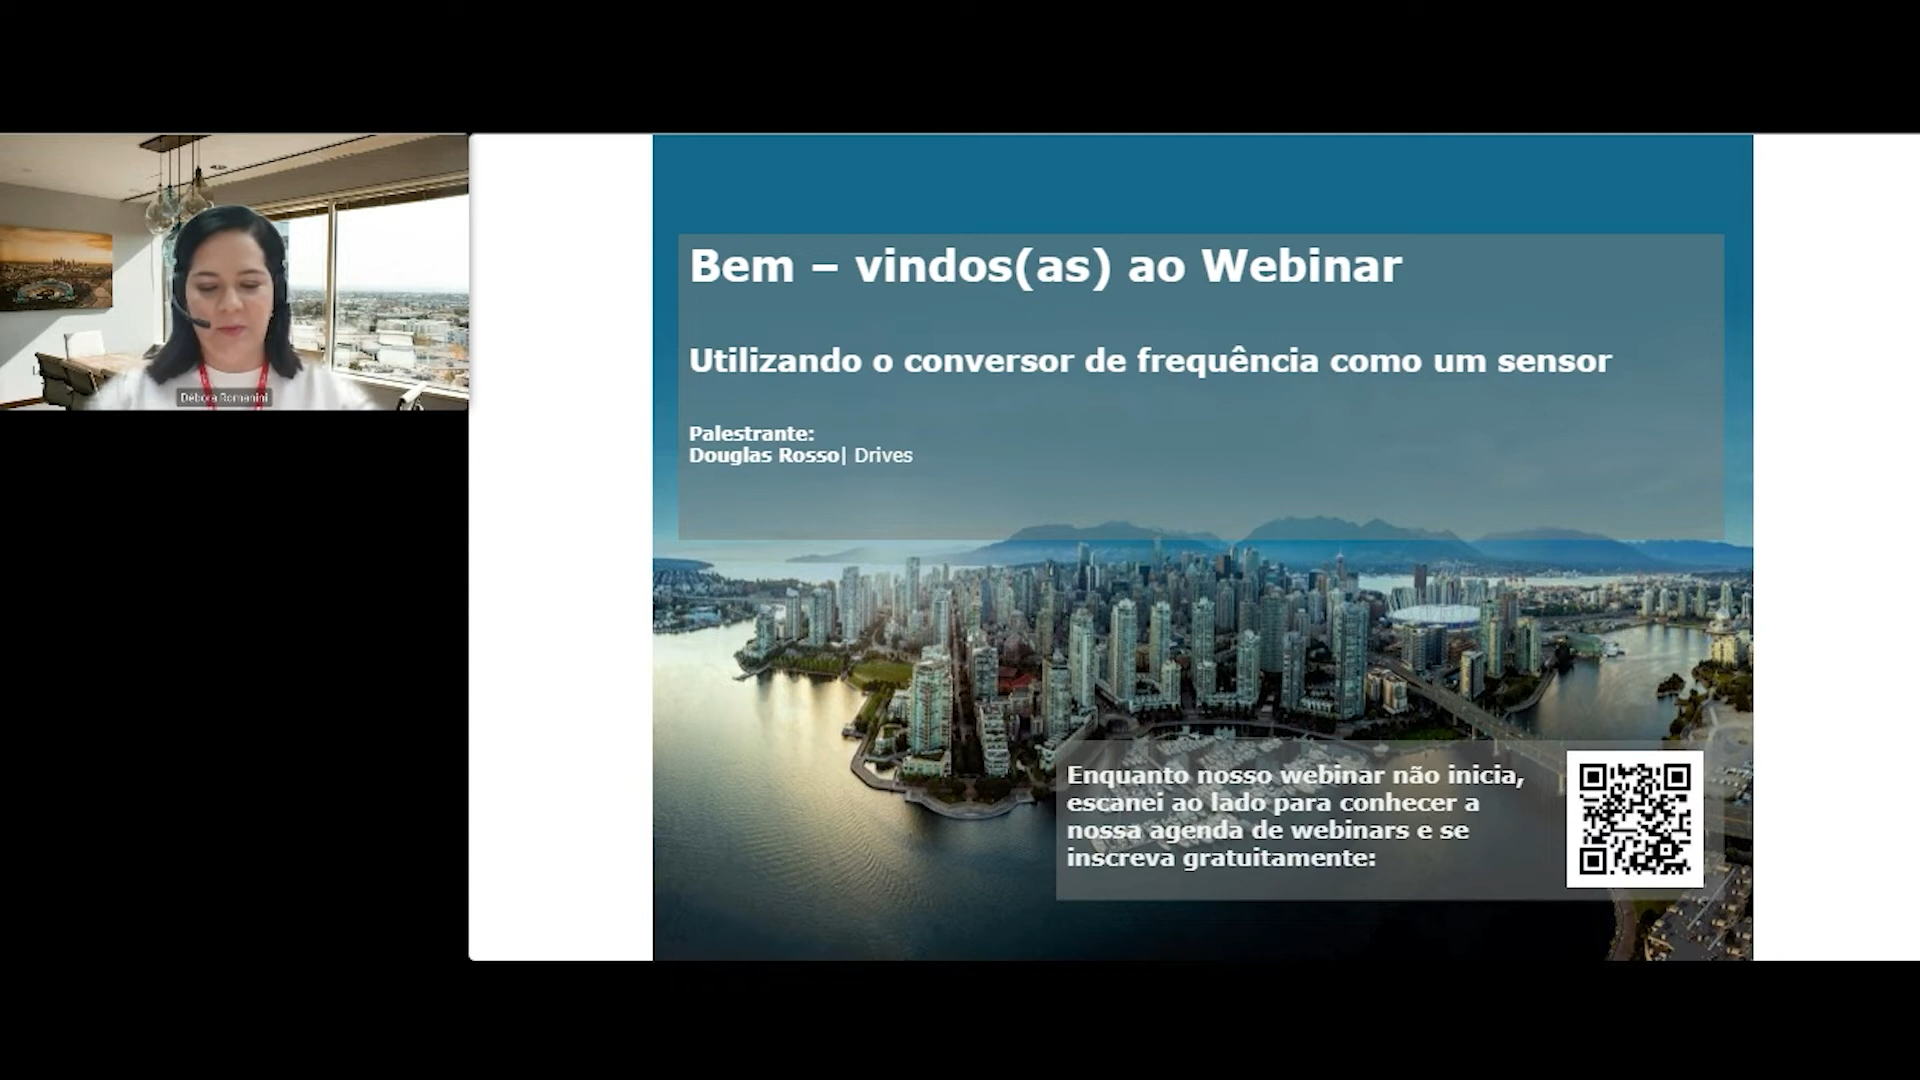 Débora Romanini
Bem – vindos(as) ao Webinar
Utilizando o conversor de frequência como um sensor
Palestrante:
Douglas Rosso| Drives
Enquanto nosso webinar não inicia,
escanei ao lado para conhecer a
nossa agenda de webinars e se
inscreva gratuitamente: